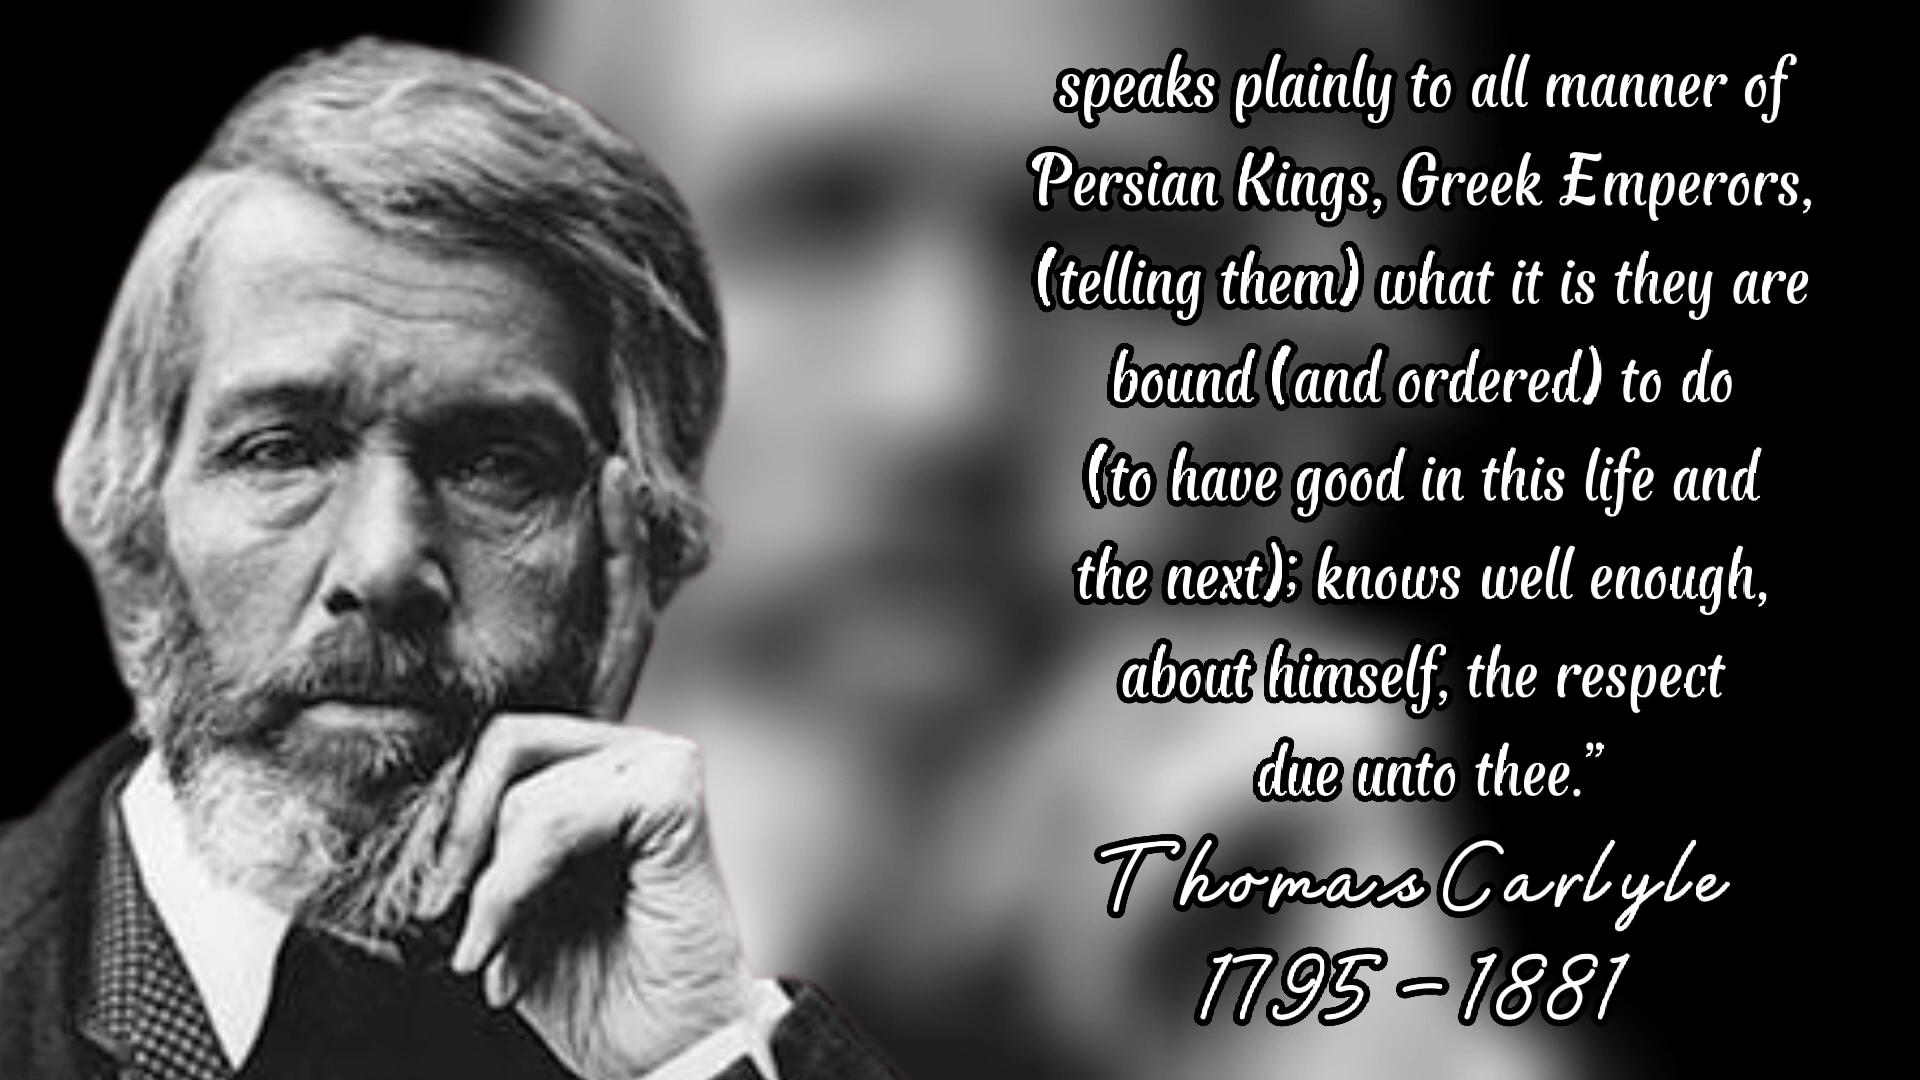 speaks plainly to all manner of
Persian Kings, Greek Emperors,
(telling them) what it is they are
bound (and ordered) to do
(to have good in this life and
the next); knows well enough,
about himself, the respect
due unto thee.”
Thomas Carlyle
1795 – 1881